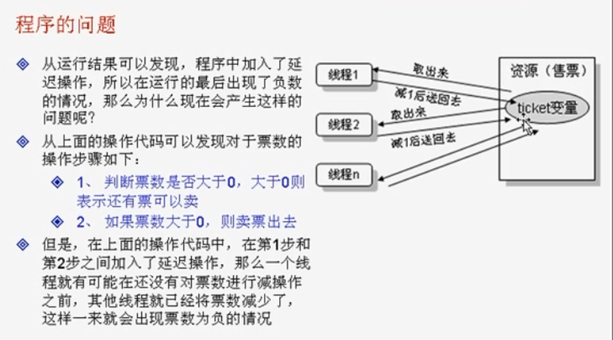 程序的问题
从运行结果可以发现，程序中加入了延
迟操作，所以在运行的最后出现了负数
的情况，那么为什么现在会产生这样的
问题呢？
从上面的操作代码可以发现对于票数的
操作步骤如下：
1、 判断票数是否大于0，大于0则
表示还有票可以卖
2、 如果票数大于0，则卖票出去
但是，在上面的操作代码中，在第1步和
第2步之间加入了延迟操作，那么一个线
程就有可能在还没有对票数进行减操作
之前，其他线程就已经将票数减少了，
这样一来就会出现票数为负的情况
线程1
取出来
减1后送回去
线程2
取出来
减1后送回去
线程n
资源（售票）
ticket变量